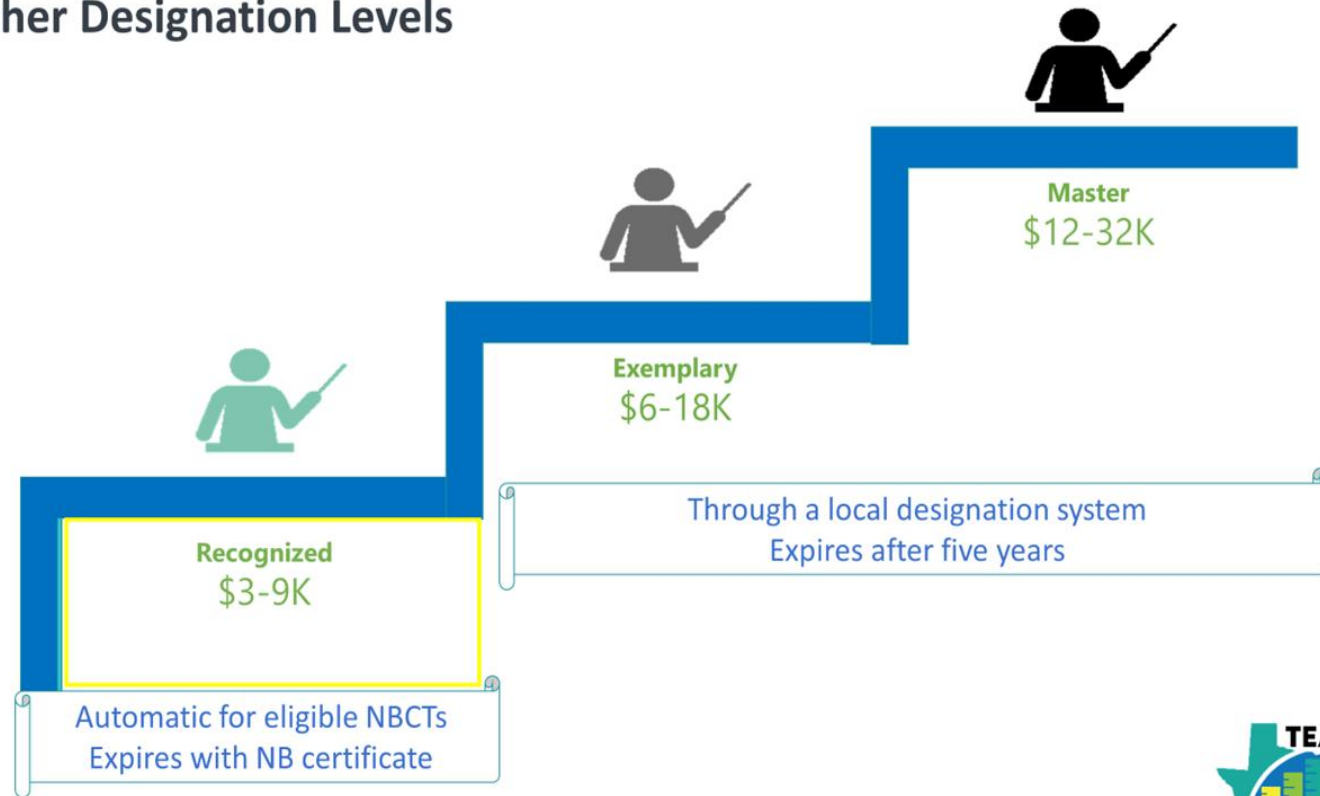 her Designation Levels
Master
$12-32K
Exemplary
$6-18K
Through a local designation system
Expires after five years
Recognized
$3-9K
Automatic for eligible NBCTs
Expires with NB certificate
TEA